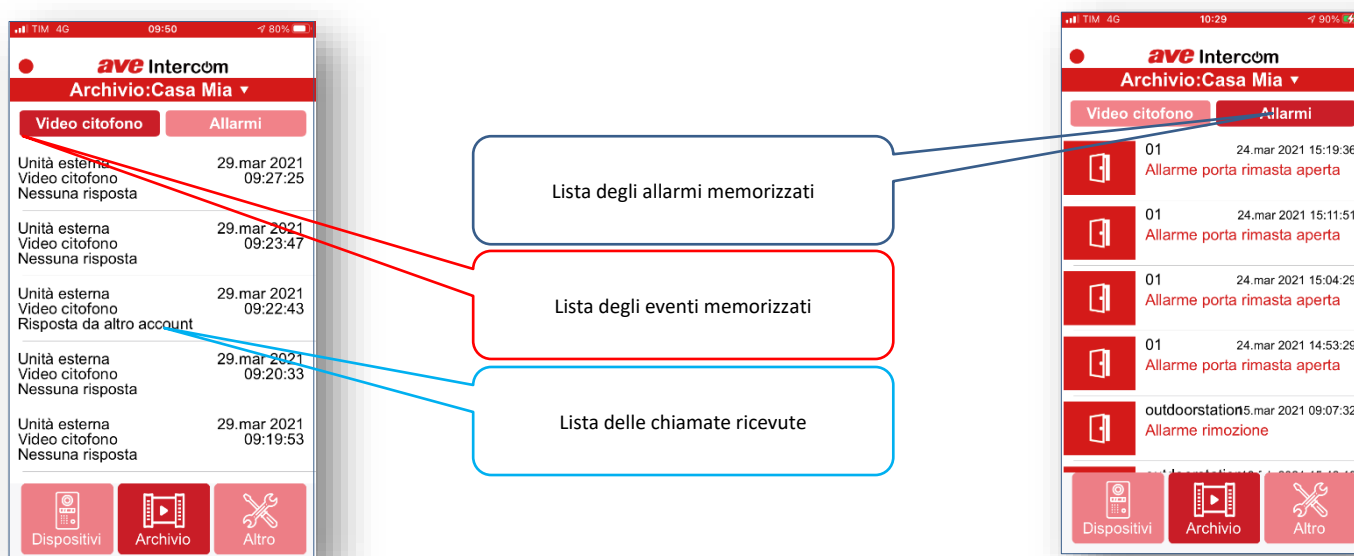 TIM 4G 09:50 80%
ave Intercom
Archivio:Casa Mia
Video citofono Allarmi
Unità esterna 29.mar 2021
Video citofono 09:27:25
Nessuna risposta
Unità esterna 29.mar 2021
Video citofono 09:23:47
Nessuna risposta
Unità esterna 29.mar 2021
Video citofono 09:22:43
Risposta da altro account
Unità esterna 29.mar 2021
Video citofono 09:20:33
Nessuna risposta
Unità esterna 29.mar 2021
Video citofono 09:19:53
Nessuna risposta
Dispositivi Archivio Altro
Lista degli allarmi memorizzati
Lista degli eventi memorizzati
Lista delle chiamate ricevute
TIM 4G 10:29 90%
ave Intercom
Archivio:Casa Mia
Video citofono Allarmi
01 24.mar 2021 15:19:36
Allarme porta rimasta aperta
01 24.mar 2021 15:11:51
Allarme porta rimasta aperta
01 24.mar 2021 15:04:29
Allarme porta rimasta aperta
01 24.mar 2021 14:53:29
Allarme porta rimasta aperta
outdoorstation 5.mar 2021 09:07:32
Allarme rimozione
Dispositivi Archivio Altro